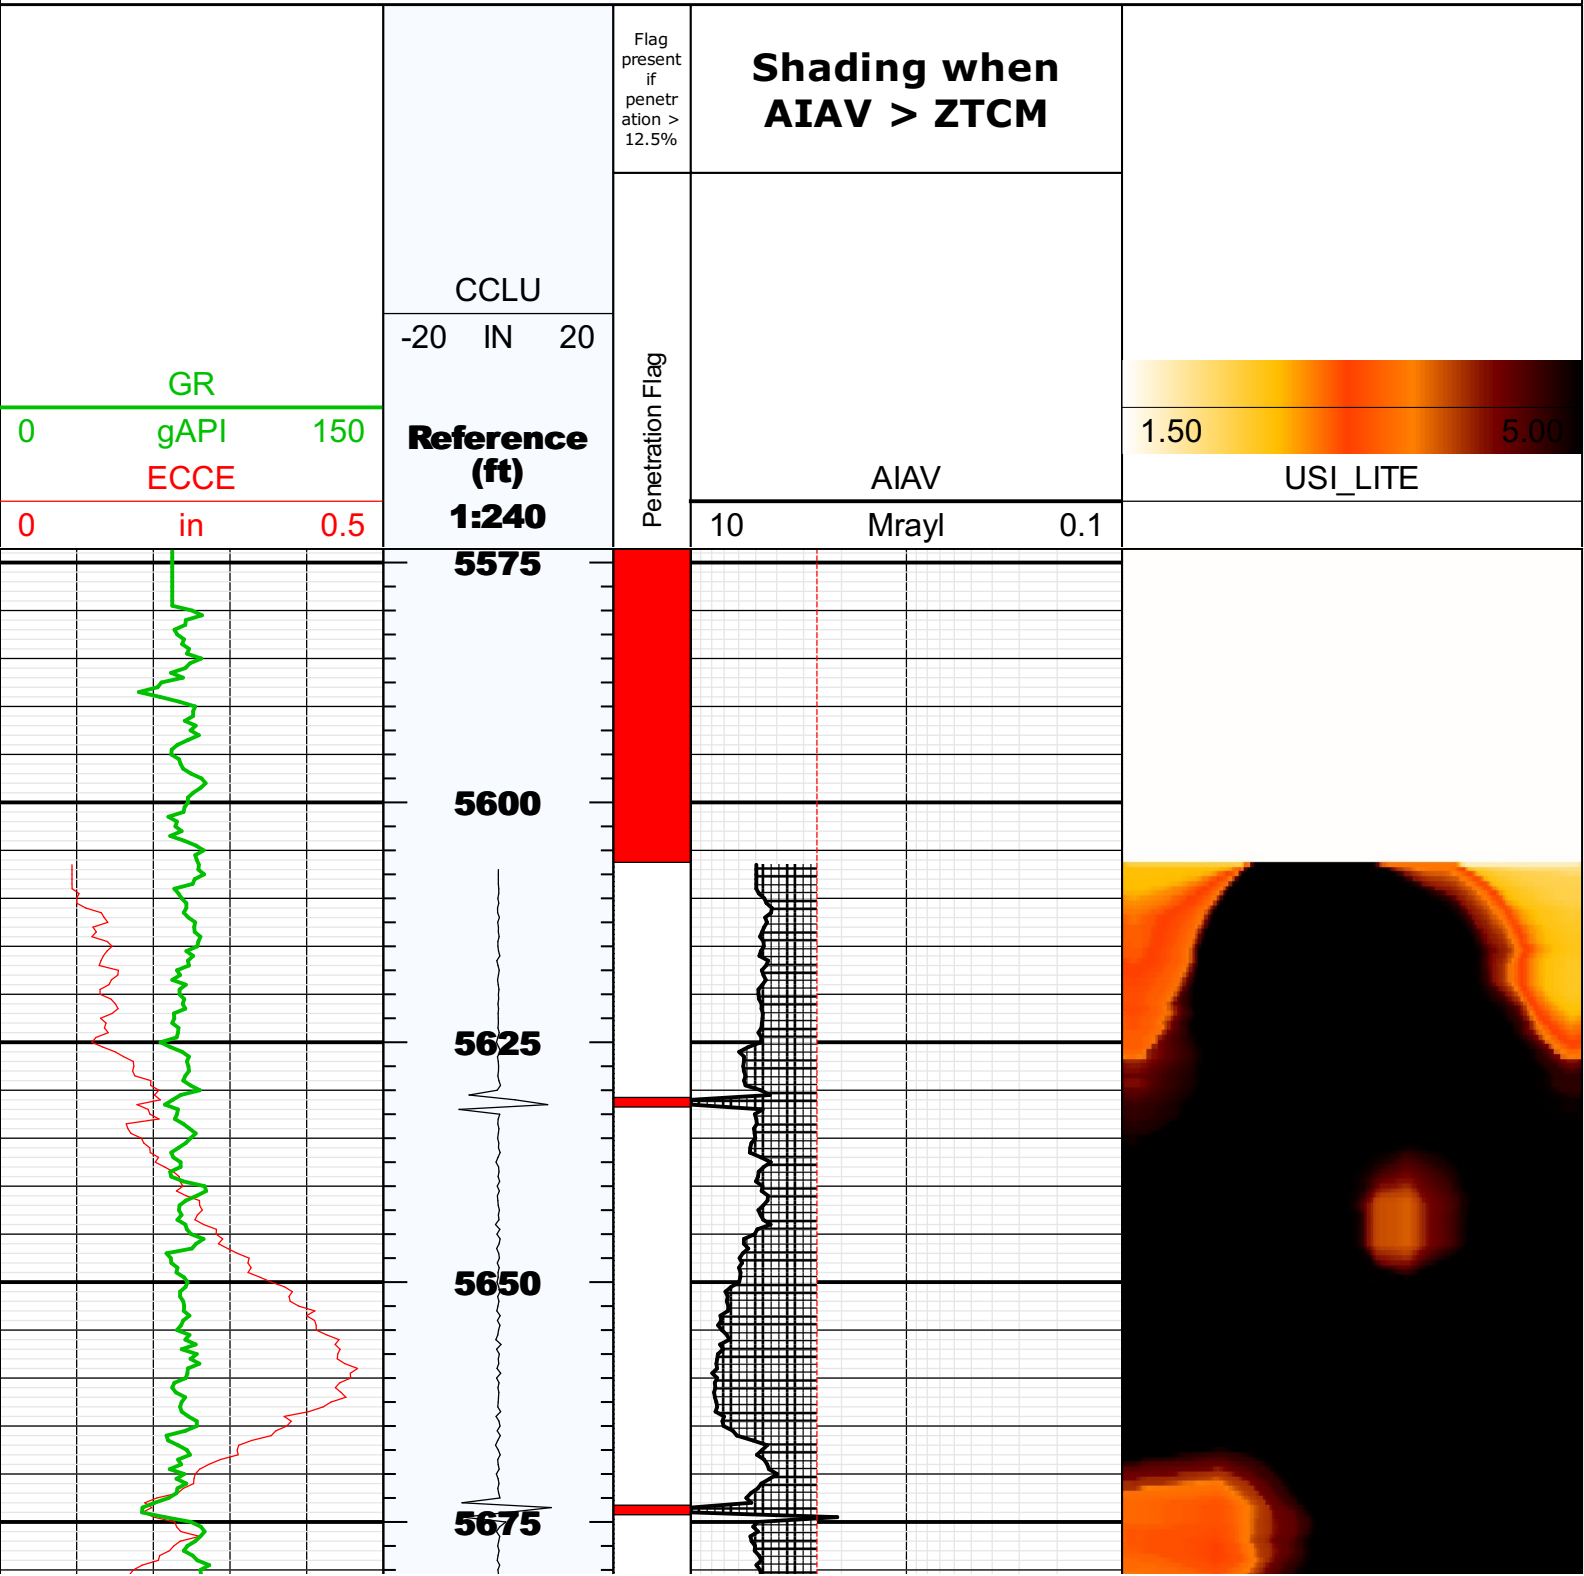 Flag
present
if
penetr
ation >
12.5%
Shading when
AIAV > ZTCM
CCLU
-20 IN 20
GR
0 gAPI 150
ECCE
0 in 0.5
Reference
(ft)
1:240
Penetration Flag
AIAV
10 Mrayl 0.1
1.50 5.00
USI_LITE
5575
5600
5625
5650
5675